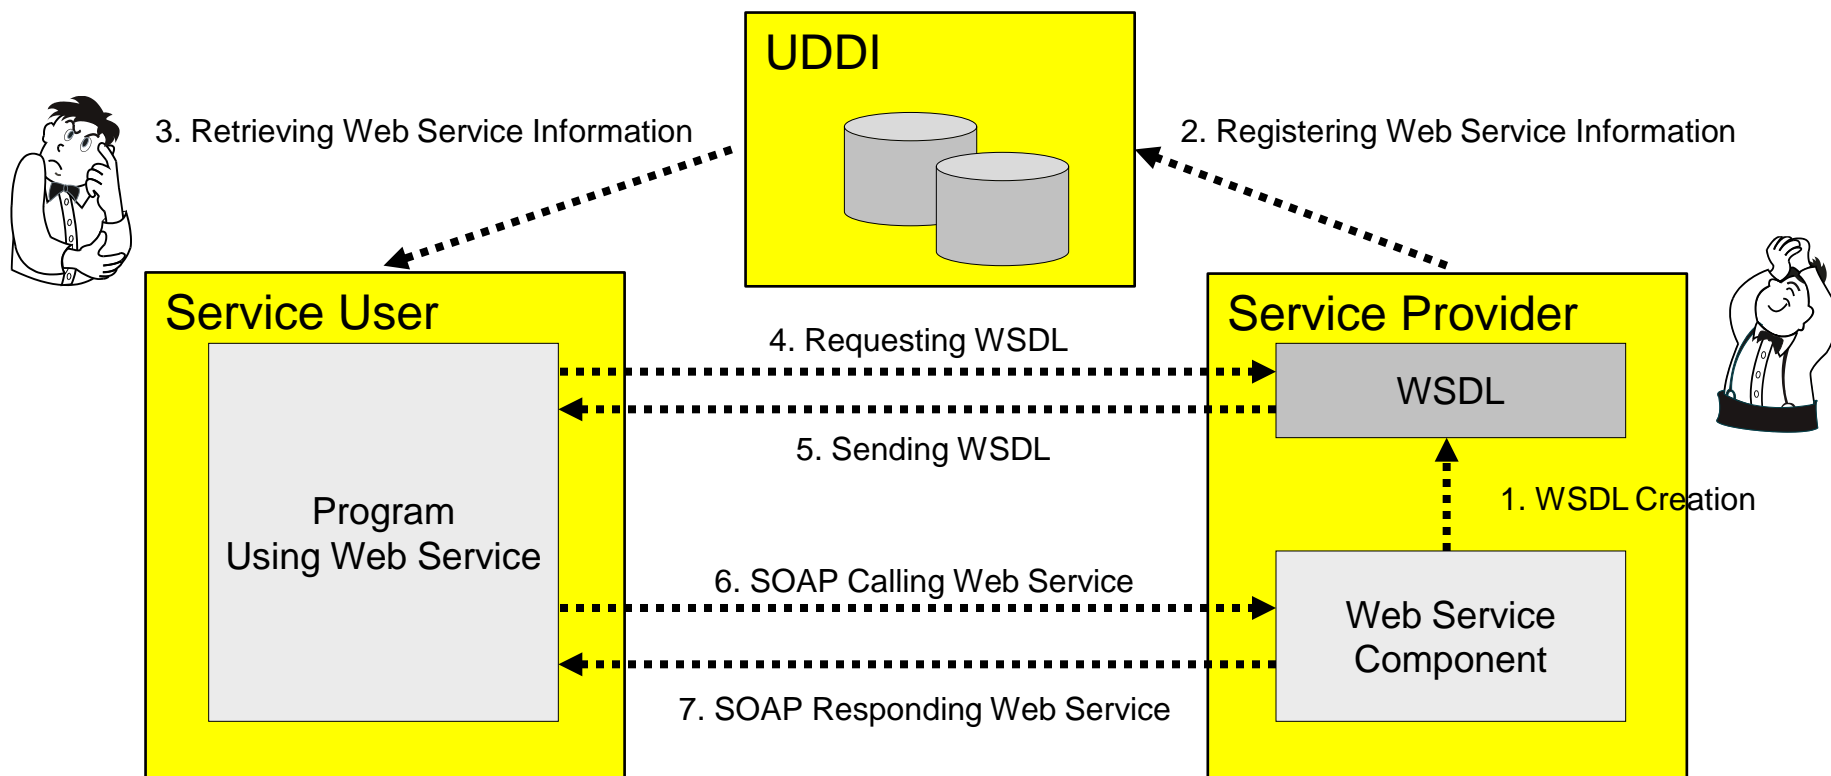 UDDI
3. Retrieving Web Service Information
2. Registering Web Service Information
Service User
Service Provider
4. Requesting WSDL
WSDL
5. Sending WSDL
1. WSDL Creation
Program
Using Web Service
6. SOAP Calling Web Service
Web Service
Component
7. SOAP Responding Web Service